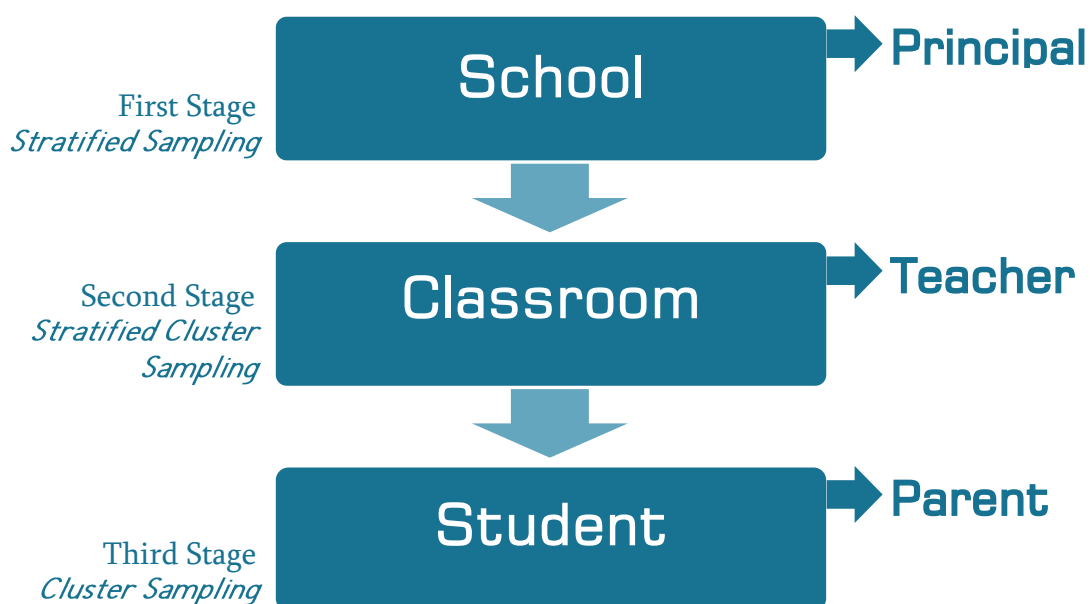 School
Principal
First Stage
Stratified Sampling
Classroom
Teacher
Second Stage
Stratified Cluster
Sampling
Student
Parent
Third Stage
Cluster Sampling